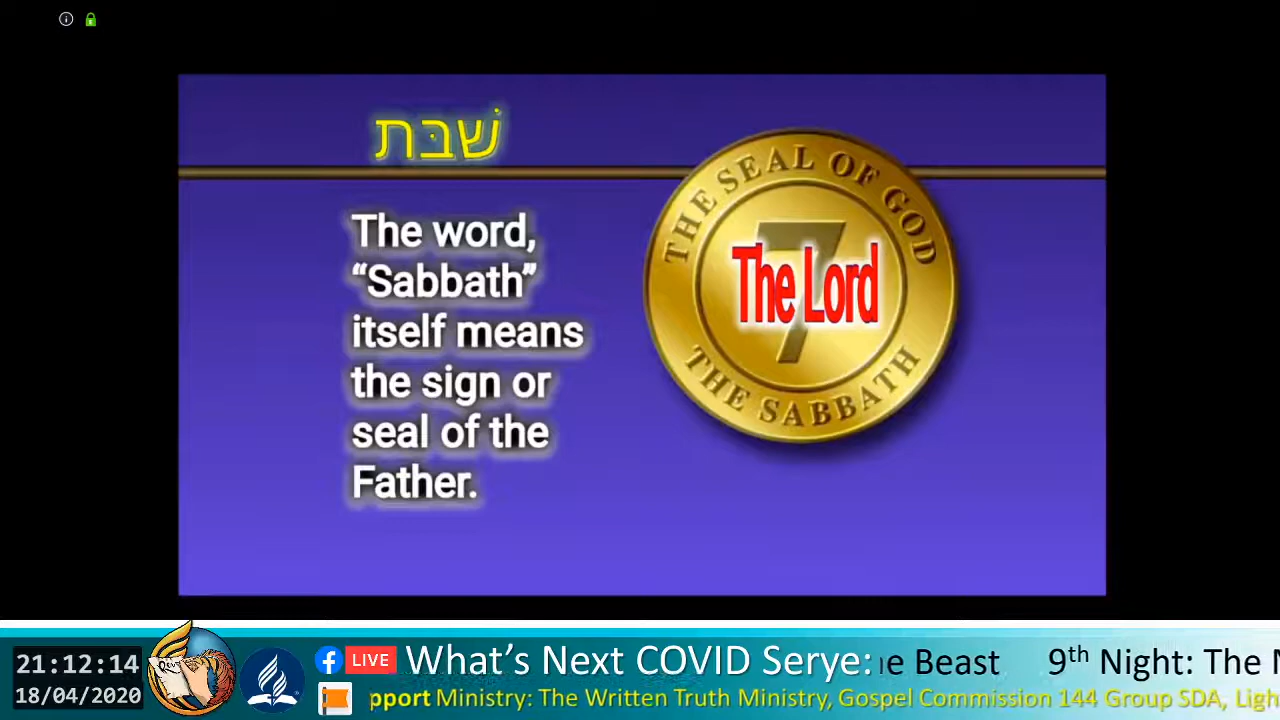 שׁבּת
The word,
“Sabbath”
itself means
the sign or
seal of the
Father.
THE SEAL OF GOD
7
The Lord
THE SABBATH
21:12:14
18/04/2020
LIVE
What’s Next COVID Serye:
e Beast 9th Night: The
pport Ministry: The Written Truth Ministry, Gospel Commission 144 Group SDA, Ligh